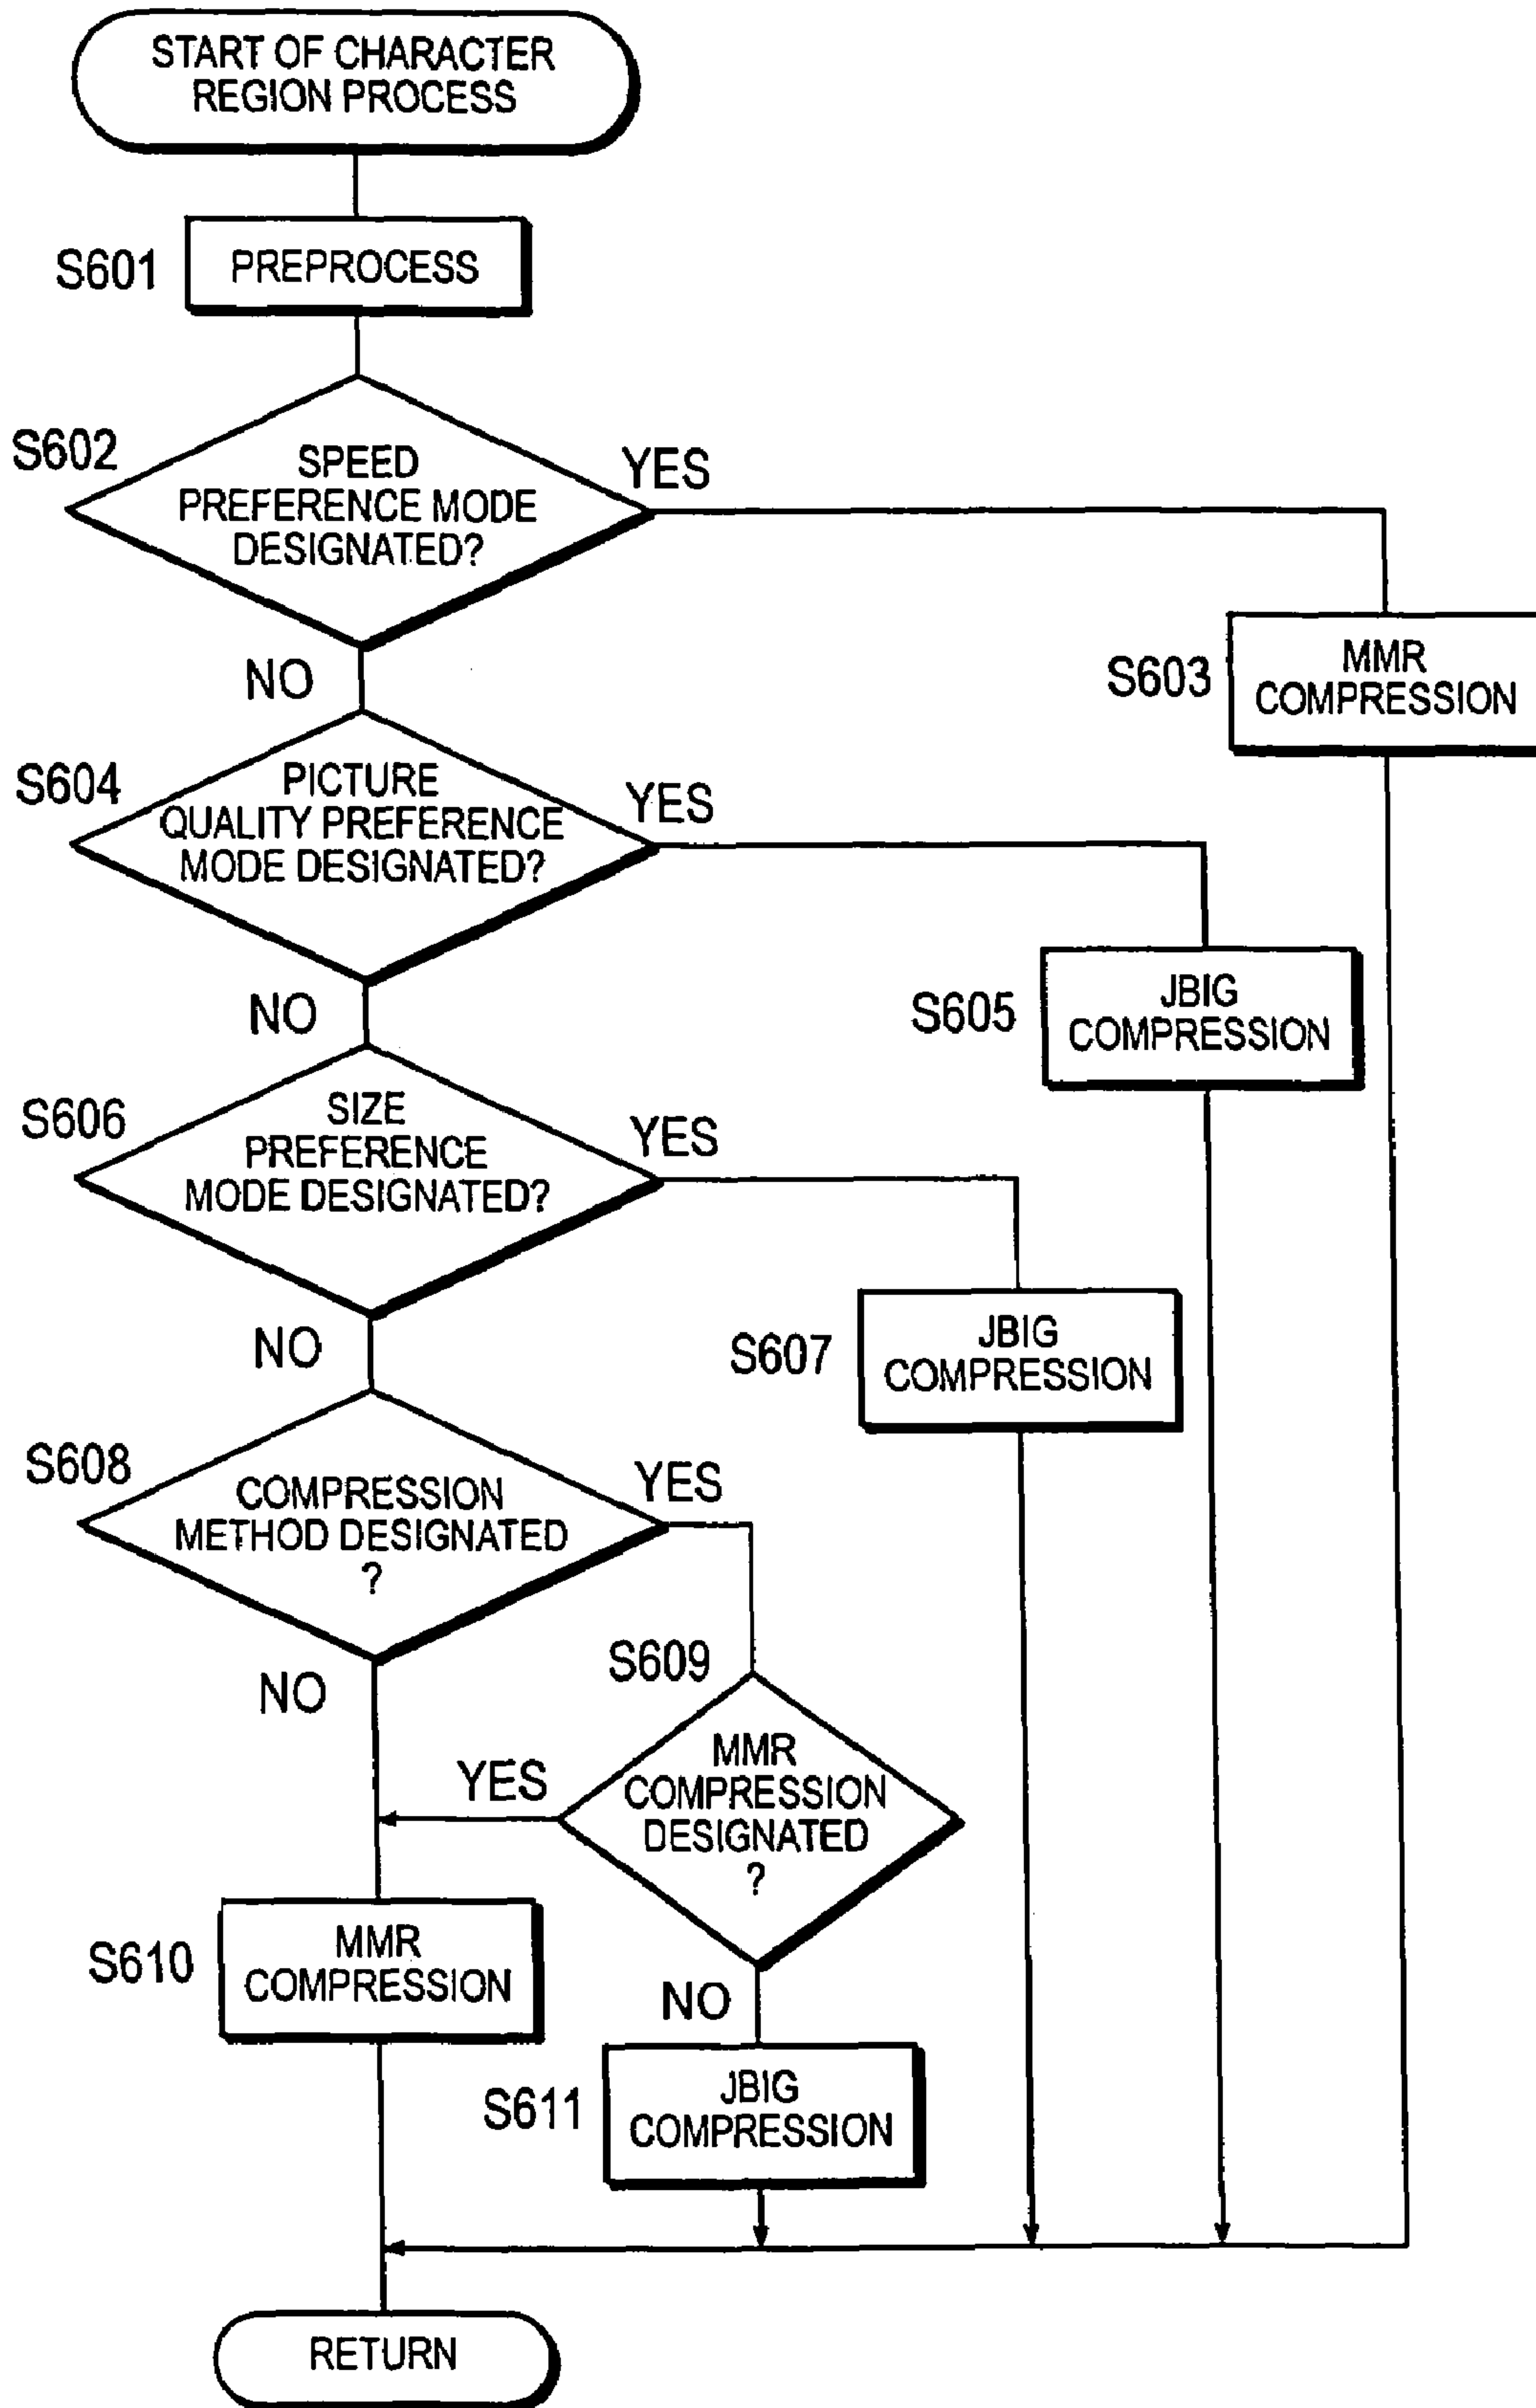 START OF CHARACTER
REGION PROCESS
S601
PREPROCESS
S602
SPEED
PREFERENCE MODE
DESIGNATED?
YES
NO
S603
MMR
COMPRESSION
S604
PICTURE
QUALITY PREFERENCE
MODE DESIGNATED?
YES
NO
S605
JBIG
COMPRESSION
S606
SIZE
PREFERENCE
MODE DESIGNATED?
YES
NO
S607
JBIG
COMPRESSION
S608
COMPRESSION
METHOD DESIGNATED
?
YES
NO
S609
MMR
COMPRESSION
DESIGNATED
?
YES
NO
S610
MMR
COMPRESSION
S611
JBIG
COMPRESSION
RETURN